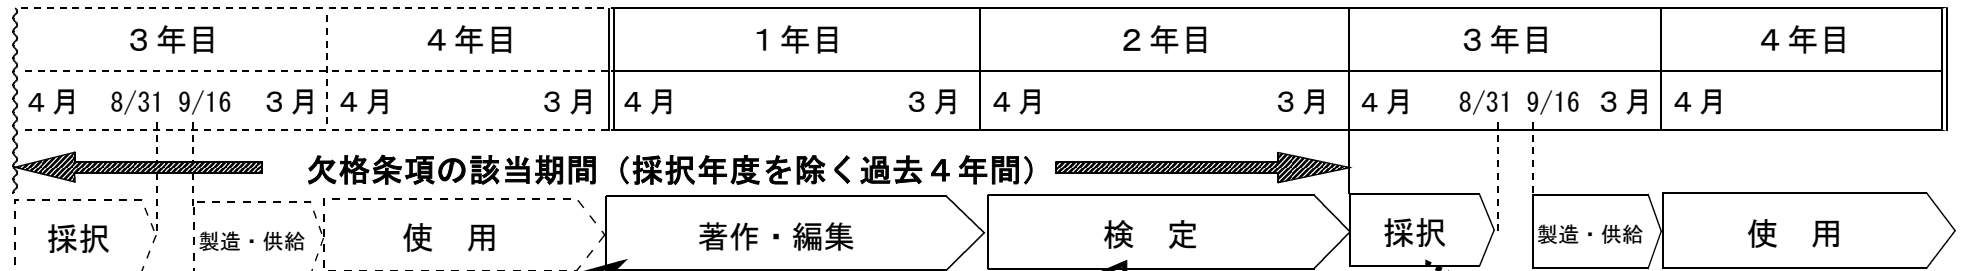 ３年目 ４年目 １年目 ２年目 ３年目 ４年目
４月 8/31 9/16 ３月 ４月 ３月 ４月 ３月 ４月 ３月 ４月 8/31 9/16 ３月 ４月
欠格条項の該当期間（採択年度を除く過去４年間）
採択 製造・供給 使　用 著作・編集 検　定 採択 製造・供給 使　用